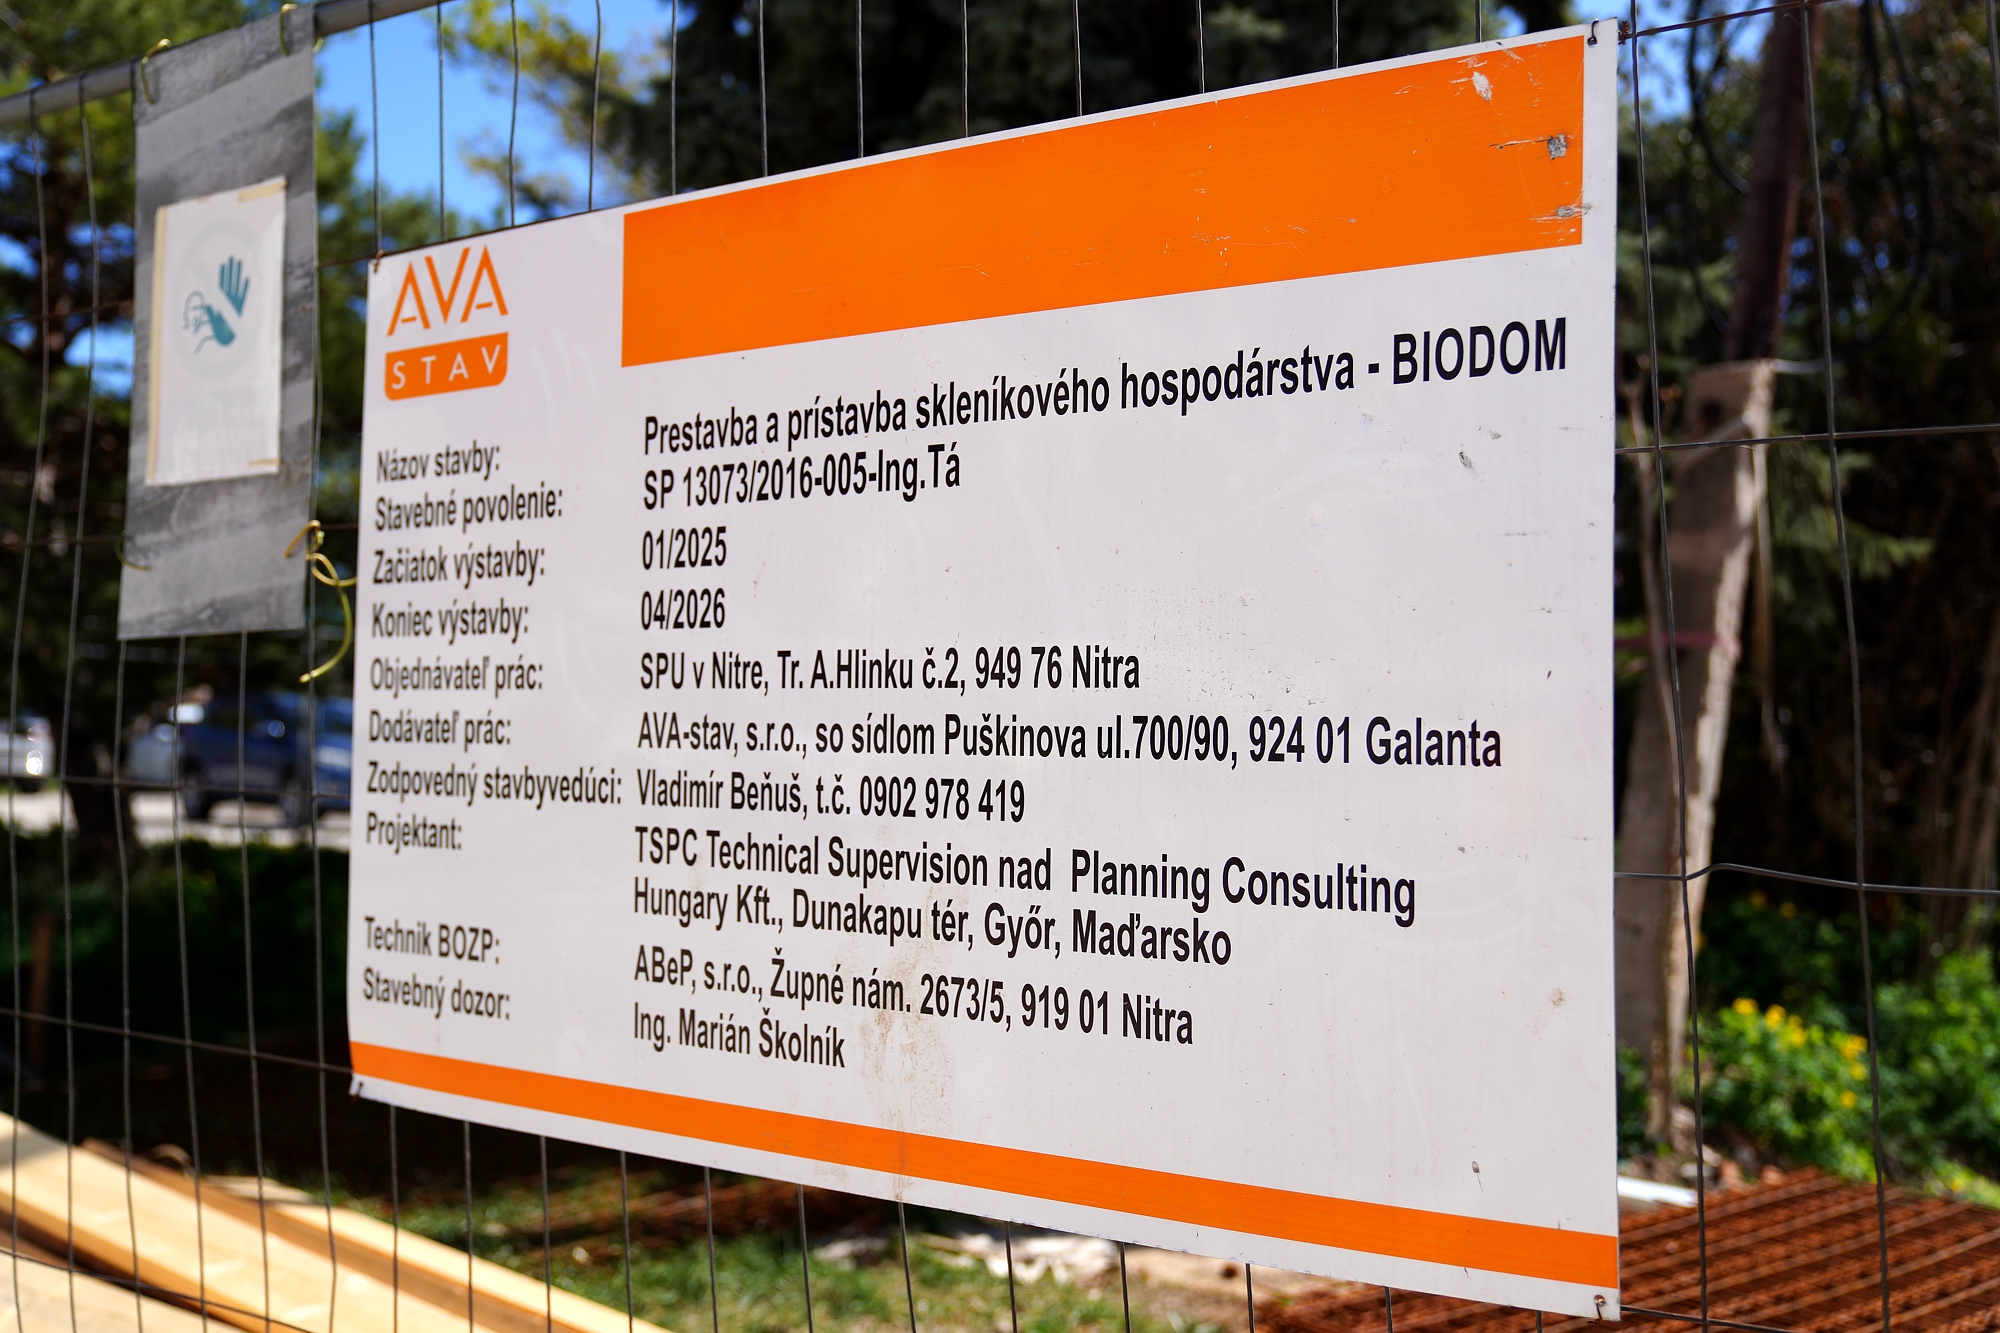 AVA
STAV
Názov stavby: Prestavba a prístavba skleníkového hospodárstva - BIODOM
Stavebné povolenie: SP 13073/2016-005-Ing.Tá
Začiatok výstavby: 01/2025
Koniec výstavby: 04/2026
Objednávateľ prác: SPU v Nitre, Tr. A.Hlinku č.2, 949 76 Nitra
Dodávateľ prác: AVA-stav, s.r.o., so sídlom Puškinova ul.700/90, 924 01 Galanta
Zodpovedný stavbyvedúci: Vladimír Beňuš, t.č. 0902 978 419
Projektant: TSPC Technical Supervision nad Planning Consulting
Hungary Kft., Dunakapu tér, Győr, Maďarsko
Technik BOZP: ABeP, s.r.o., Župné nám. 2673/5, 919 01 Nitra
Stavebný dozor: Ing. Marián Školník